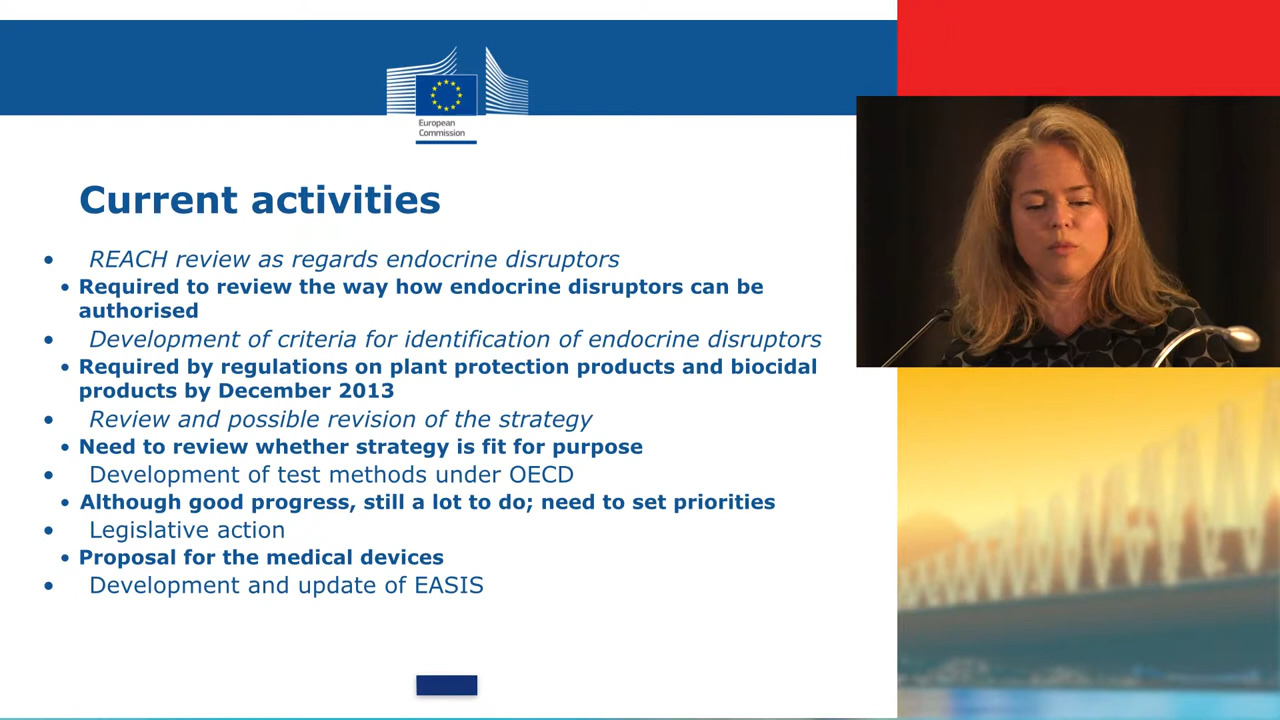 European
Commission
Current activities
• REACH review as regards endocrine disruptors
• Required to review the way how endocrine disruptors can be
authorised
• Development of criteria for identification of endocrine disruptors
• Required by regulations on plant protection products and biocidal
products by December 2013
• Review and possible revision of the strategy
• Need to review whether strategy is fit for purpose
• Development of test methods under OECD
• Although good progress, still a lot to do; need to set priorities
• Legislative action
• Proposal for the medical devices
• Development and update of EASIS